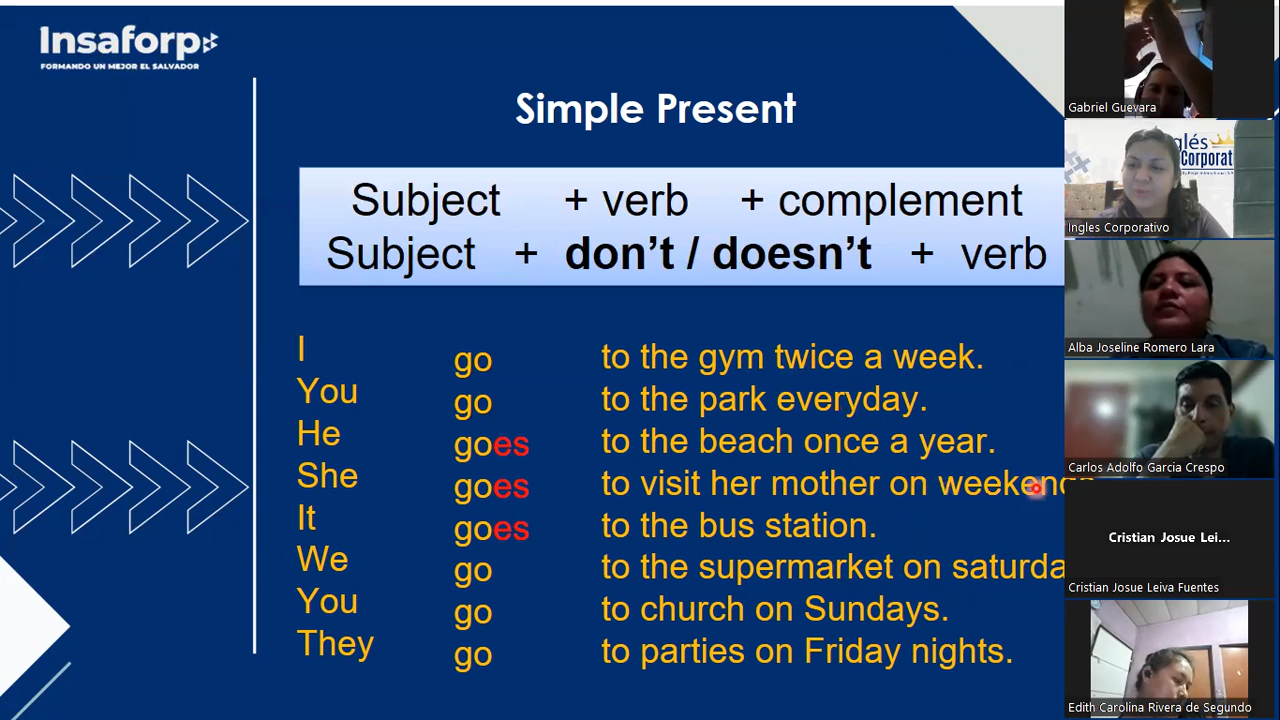 Insaforp
FORMANDO UN MEJOR EL SALVADOR
Simple Present
Subject + verb + complement
Subject + don't / doesn't + verb
I go to the gym twice a week.
You go to the park everyday.
He goes to the beach once a year.
She goes to visit her mother on
It goes to the bus station.
We go to the supermarket on
You go to church on Sundays.
They go to parties on Friday nights.
Gabriel Guevara
glés
Corporat
Ingles Corporativo
Alba Joseline Romero Lara
Carlos Adolfo Garcia Crespo
Cristian Josue Lei...
Cristian Josue Leiva Fuentes
Edith Carolina Rivera de Segundo